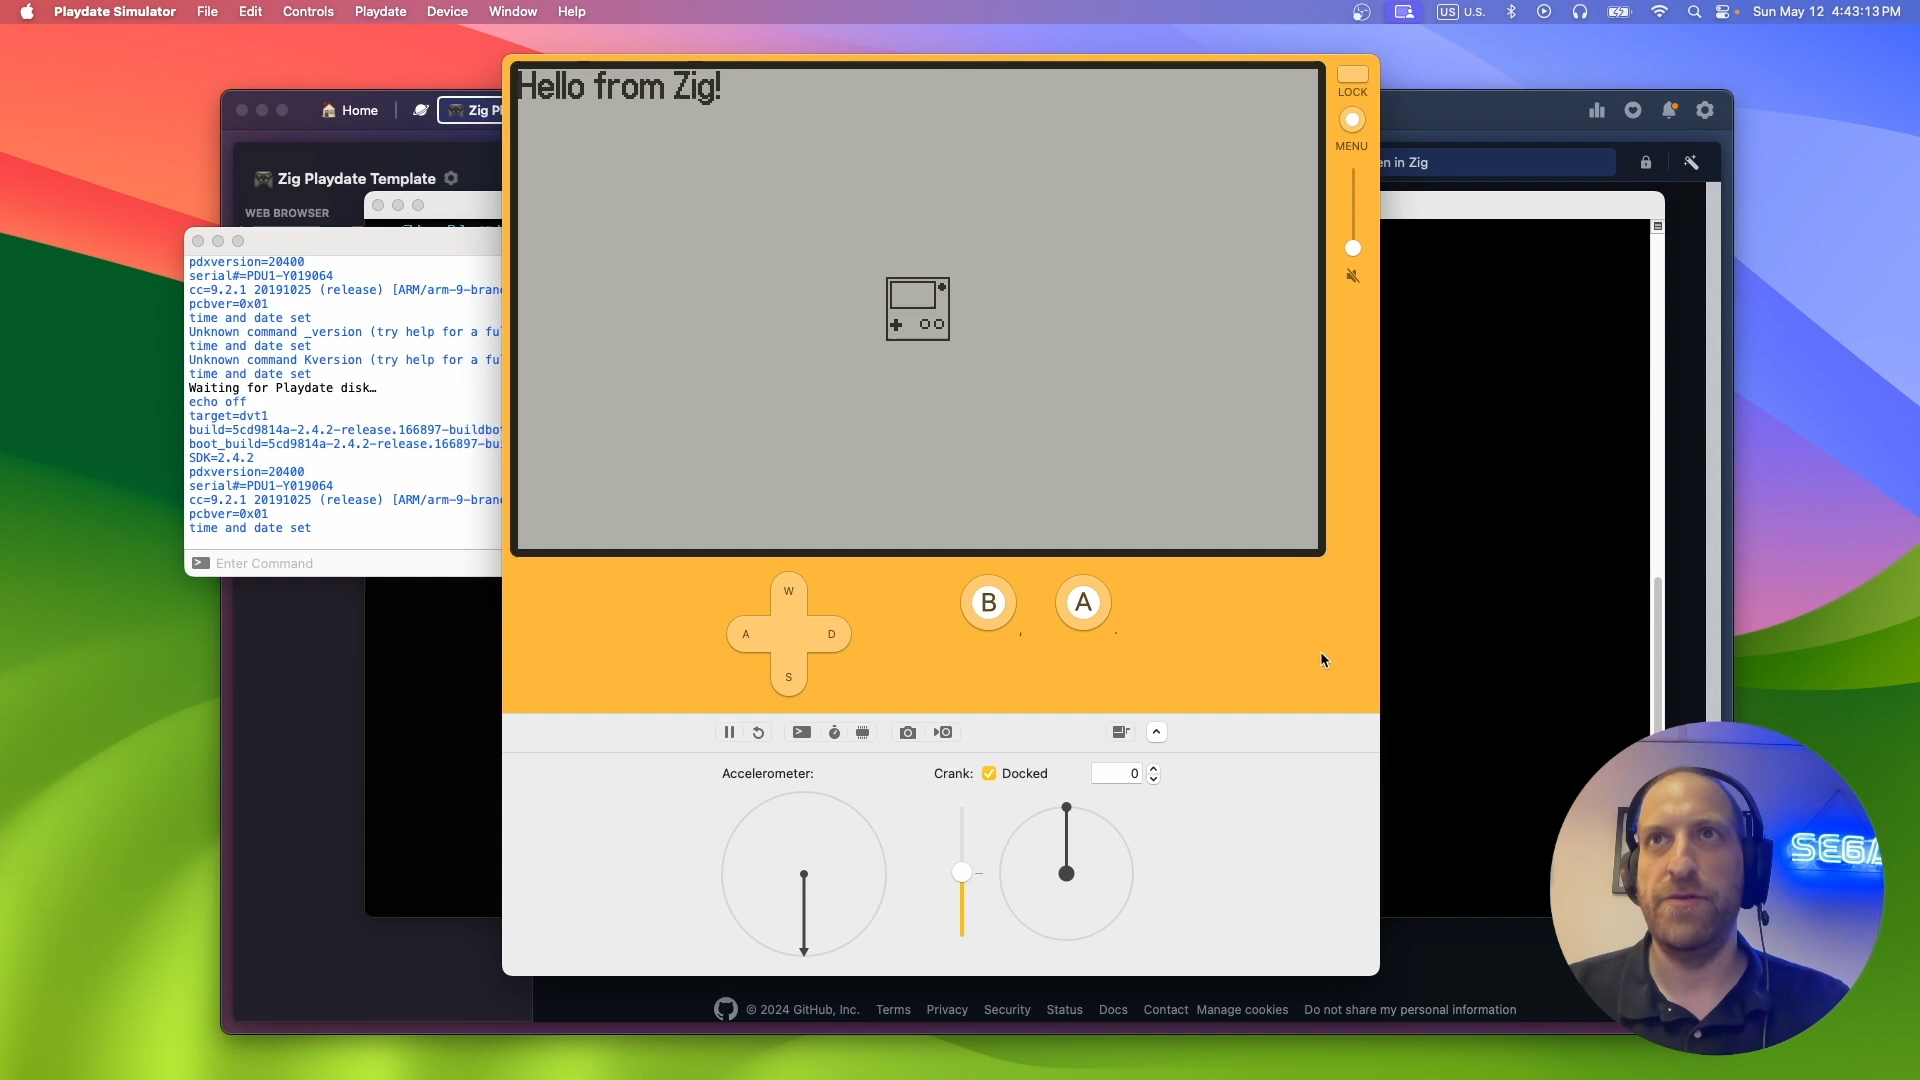 Playdate Simulator File Edit Controls Playdate Device Window Help US U.S. Sun May 12 4:43:13 PM
Home Zig P
Zig Playdate Template
WEB BROWSER
en in Zig
Hello from Zig!
LOCK
MENU
pdxversion=20400
serial#=PDU1-Y019064
cc=9.2.1 20191025 (release) [ARM/arm-9-bran
pcbver=0x01
time and date set
Unknown command _version (try help for a fu
time and date set
Unknown command Kversion (try help for a fu
time and date set
Waiting for Playdate disk…
echo off
target=dvt1
build=5cd9814a-2.4.2-release.166897-buildbo
boot_build=5cd9814a-2.4.2-release.166897-bu
SDK=2.4.2
pdxversion=20400
serial#=PDU1-Y019064
cc=9.2.1 20191025 (release) [ARM/arm-9-bran
pcbver=0x01
time and date set
Enter Command
W
A D
S
B , A .
Accelerometer: Crank: Docked 0
SEGA
© 2024 GitHub, Inc. Terms Privacy Security Status Docs Contact Manage cookies Do not share my personal information